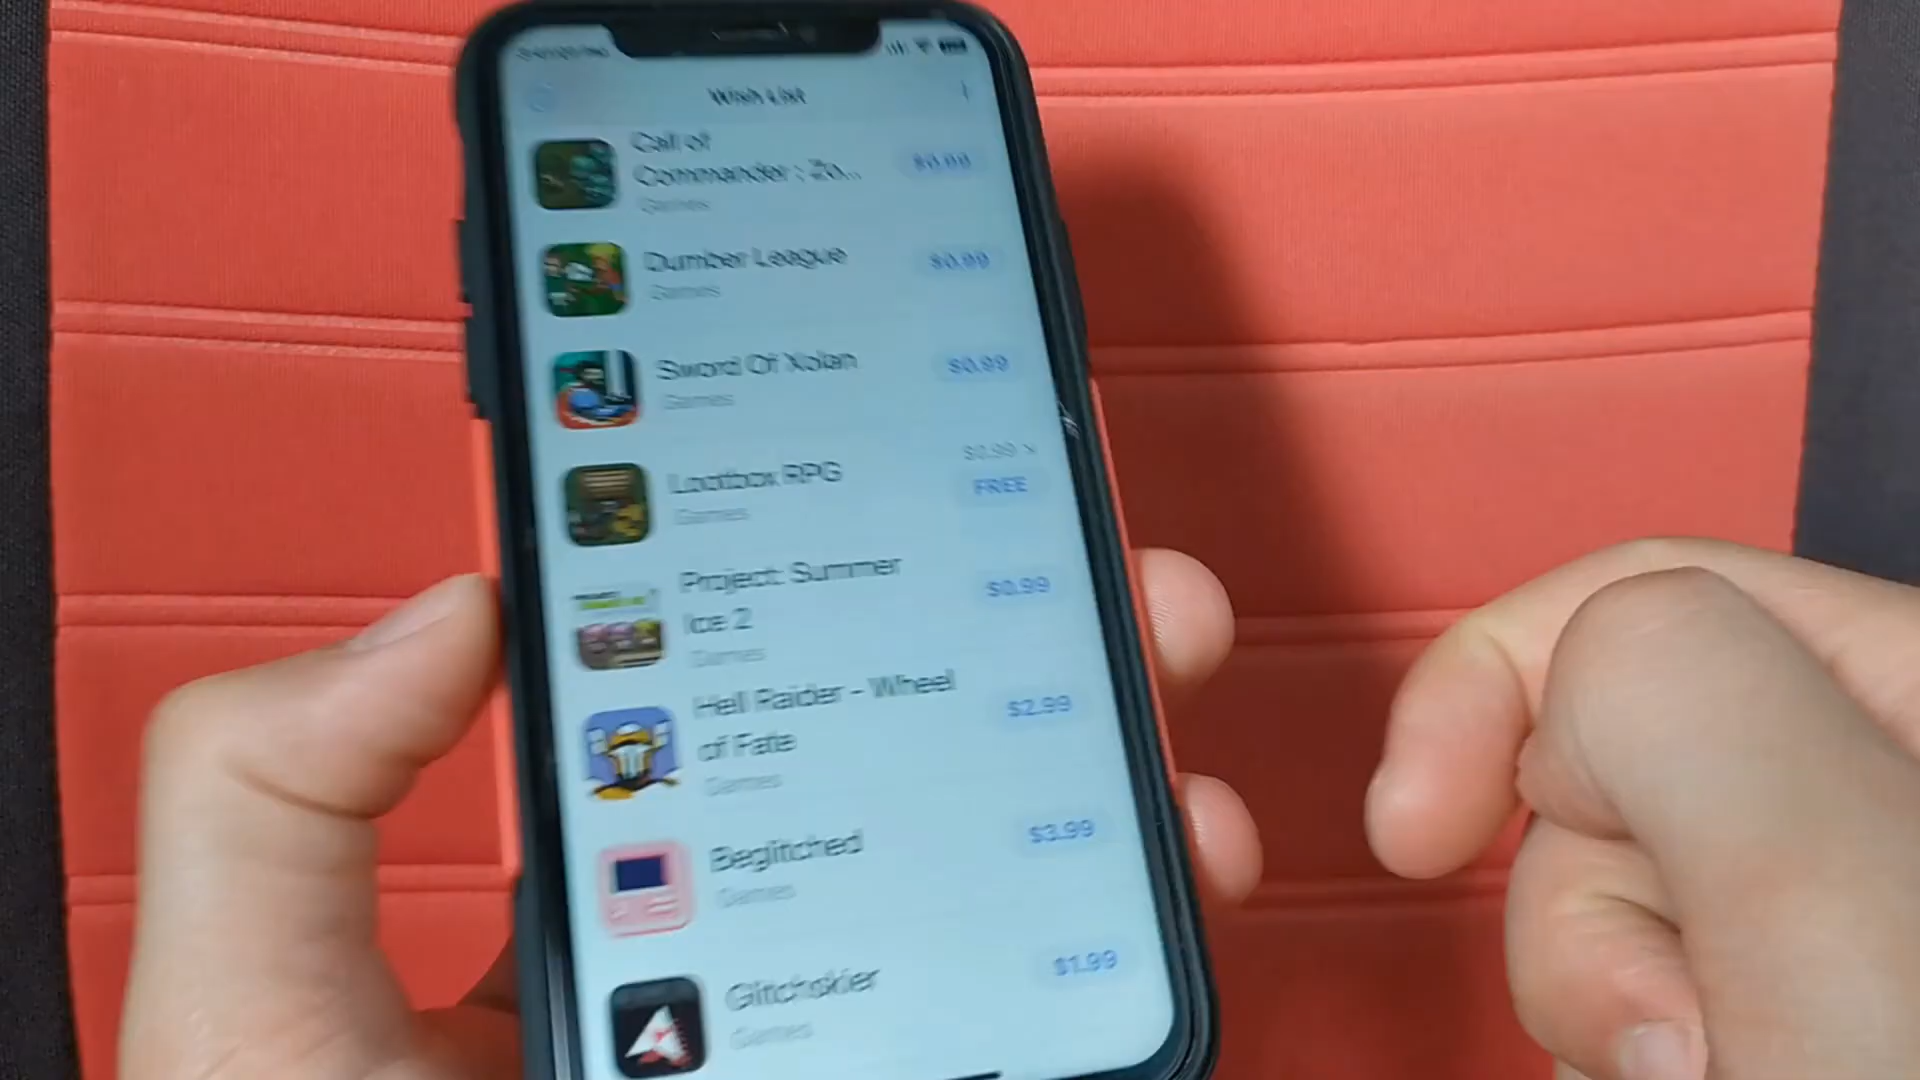 Wish List
Call of
Commander : Zo...
$0.99
Games
Dumber League
$0.99
Games
Sword Of Xolan
$0.99
Games
$0.99
Lootbox RPG
FREE
Games
Project: Summer
Ice 2
$0.99
Games
Hell Raider - Wheel
of Fate
$2.99
Games
Beglitched
$3.99
Games
Glitchskier
$1.99
Games